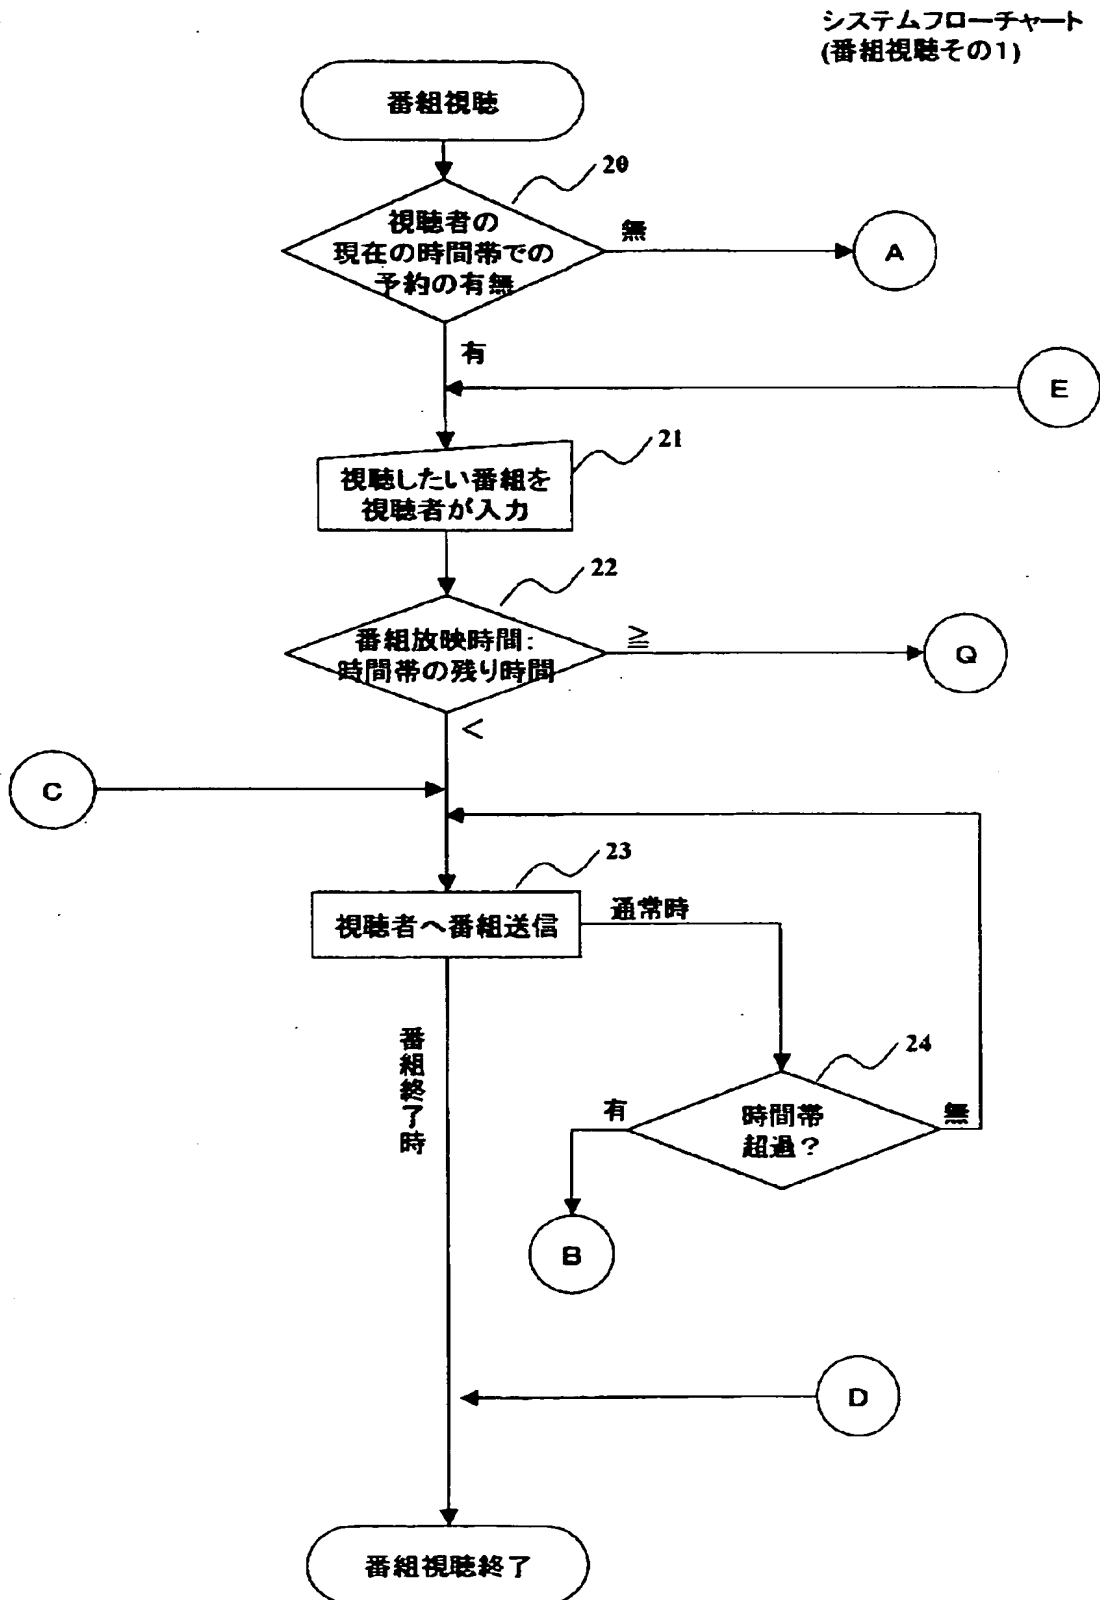 システムフローチャート
(番組視聴その1)
番組視聴
20
視聴者の
現在の時間帯での
予約の有無
無
A
有
E
21
視聴したい番組を
視聴者が入力
22
番組放映時間:
時間帯の残り時間
≧
Q
<
C
23
視聴者へ番組送信
通常時
番組終了時
24
時間帯
超過?
有
無
B
D
番組視聴終了